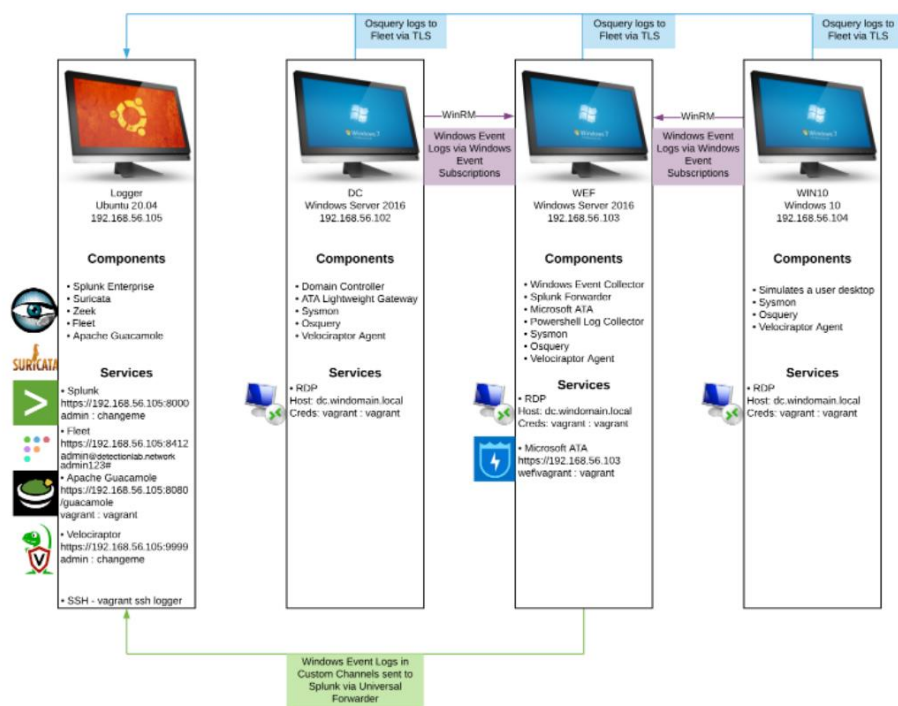 Osquery logs to
Fleet via TLS
Osquery logs to
Fleet via TLS
Osquery logs to
Fleet via TLS
Logger
Ubuntu 20.04
192.168.56.105
Components
• Splunk Enterprise
• Suricata
• Zeek
• Fleet
• Apache Guacamole
SURICATA
Services
• Splunk
https://192.168.56.105:8000
admin : changeme
• Fleet
https://192.168.56.105:8412
admin@detectionlab.network
admin123#
• Apache Guacamole
https://192.168.56.105:8080
/guacamole
vagrant : vagrant
• Velociraptor
https://192.168.56.105:9999
admin : changeme
V
• SSH - vagrant ssh logger
Windows 7
DC
Windows Server 2016
192.168.56.102
Components
• Domain Controller
• ATA Lightweight Gateway
• Sysmon
• Osquery
• Velociraptor Agent
Services
• RDP
Host: dc.windomain.local
Creds: vagrant : vagrant
WinRM
Windows Event
Logs via Windows
Event
Subscriptions
Windows 7
WEF
Windows Server 2016
192.168.56.103
Components
• Windows Event Collector
• Splunk Forwarder
• Microsoft ATA
• Powershell Log Collector
• Sysmon
• Osquery
• Velociraptor Agent
Services
• RDP
Host: dc.windomain.local
Creds: vagrant : vagrant
• Microsoft ATA
https://192.168.56.103
wef\vagrant : vagrant
WinRM
Windows Event
Logs via Windows
Event
Subscriptions
Windows 7
WIN10
Windows 10
192.168.56.104
Components
• Simulates a user desktop
• Sysmon
• Osquery
• Velociraptor Agent
Services
• RDP
Host: dc.windomain.local
Creds: vagrant : vagrant
Windows Event Logs in
Custom Channels sent to
Splunk via Universal
Forwarder